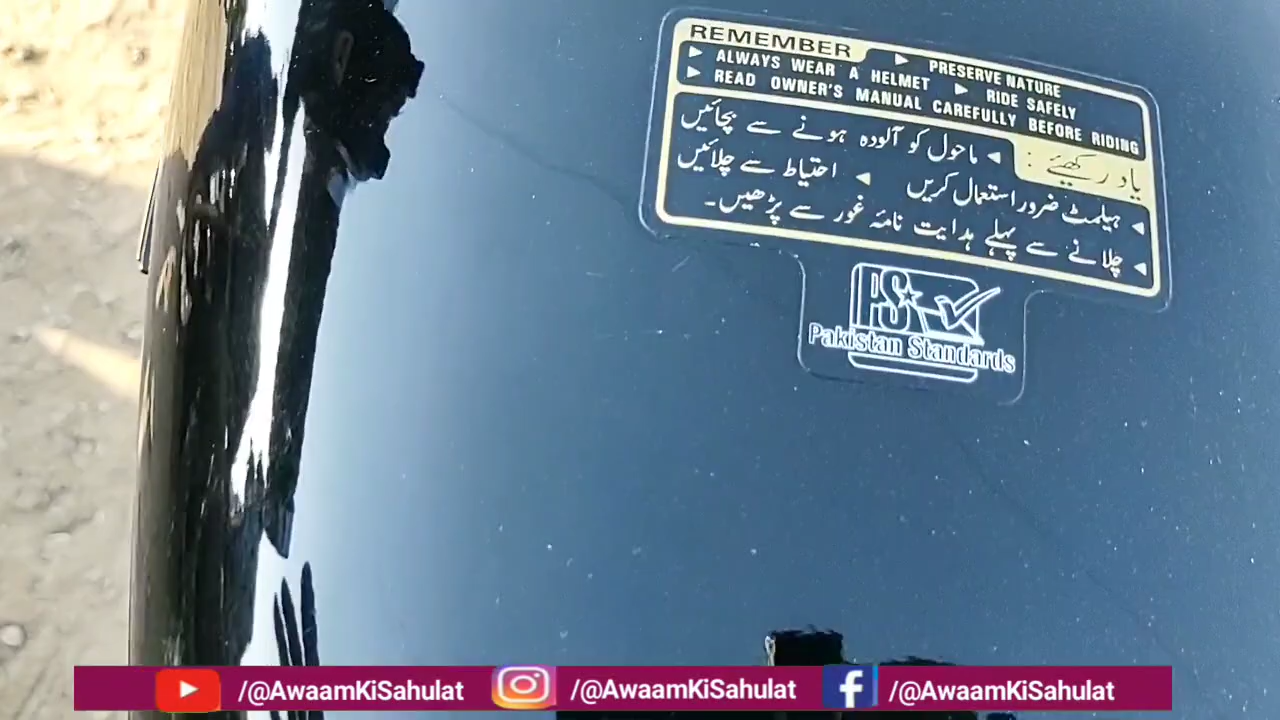 REMEMBER
▶ PRESERVE NATURE
▶ ALWAYS WEAR A HELMET ▶ RIDE SAFELY
▶ READ OWNER'S MANUAL CAREFULLY BEFORE RIDING
یاد رکھیئے :
◀ ماحول کو آلودہ ہونے سے بچائیں
◀ ہیلمٹ ضرور استعمال کریں ◀ احتیاط سے چلائیں
◀ چلانے سے پہلے ہدایت نامۂ غور سے پڑھیں۔
PS
Pakistan Standards
/@AwaamKiSahulat /@AwaamKiSahulat /@AwaamKiSahulat